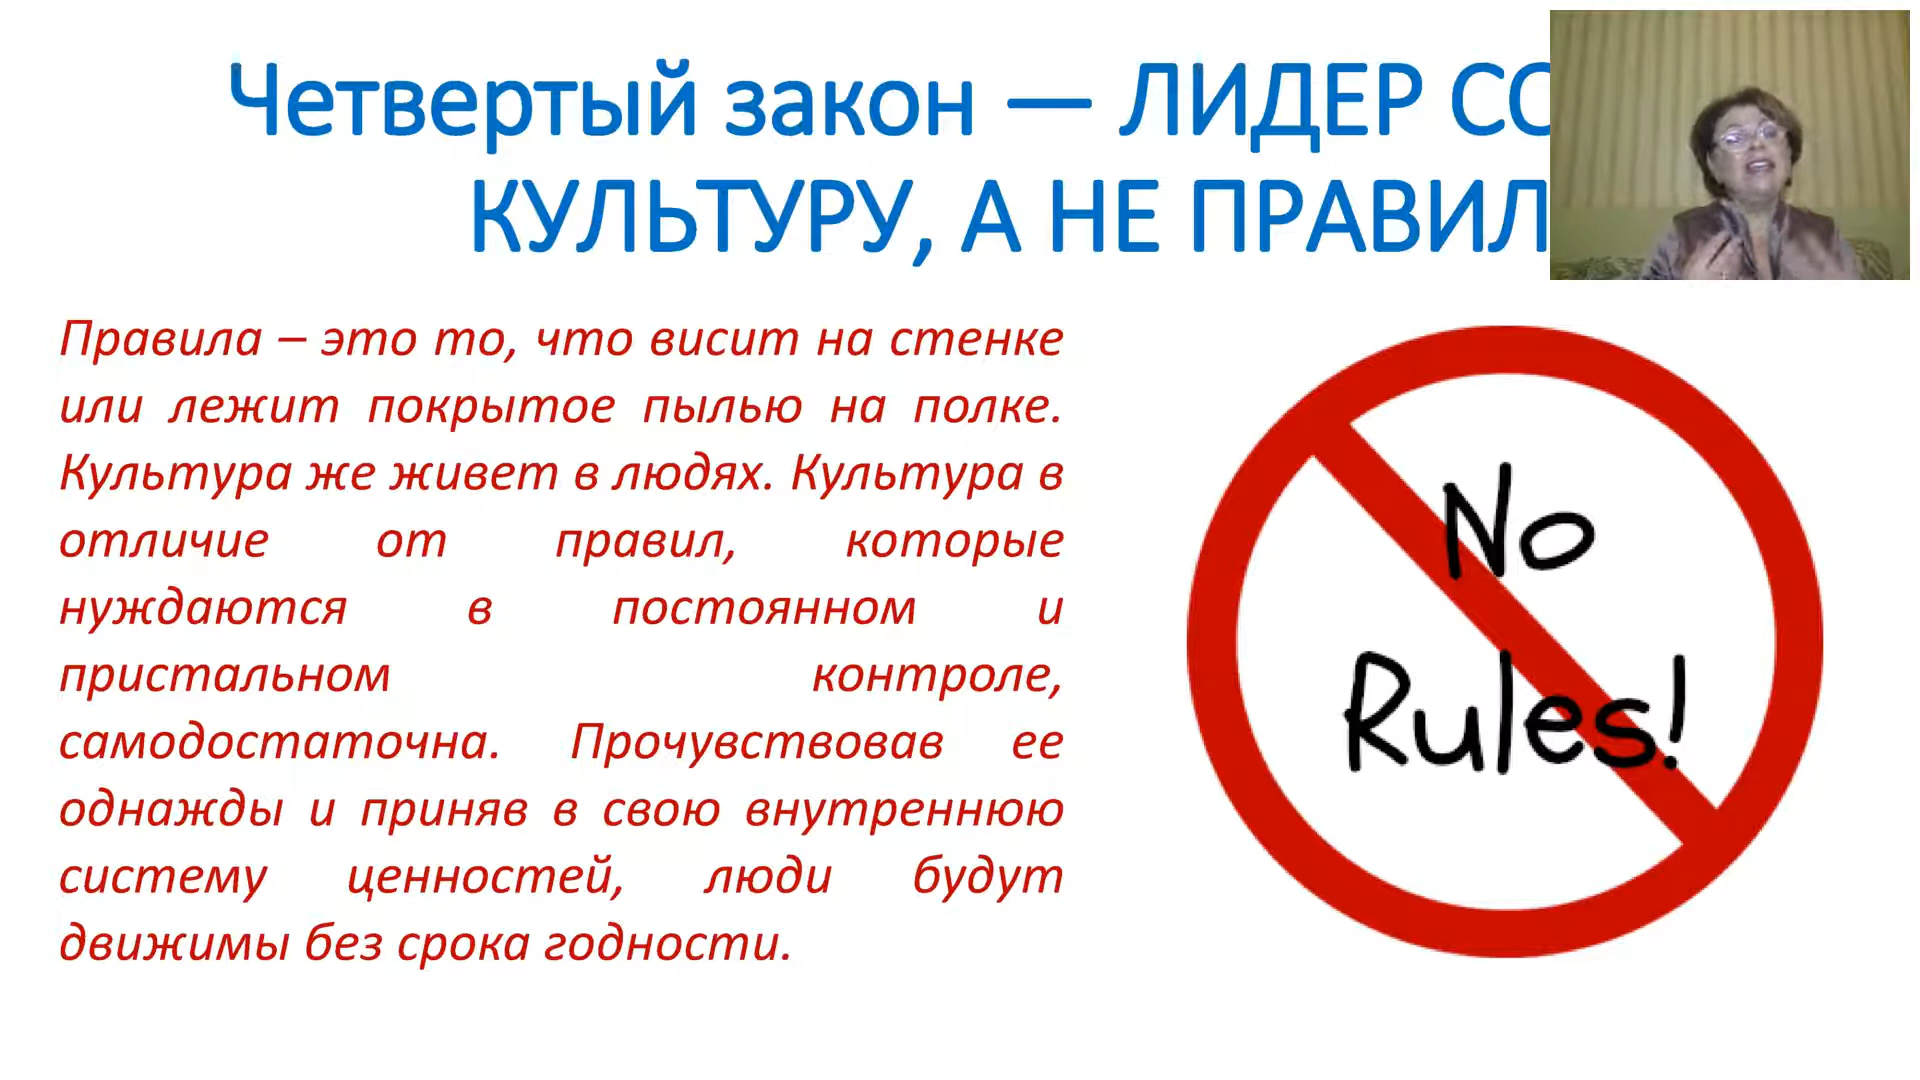 Четвертый закон — ЛИДЕР
КУЛЬТУРУ, А НЕ
Правила – это то, что висит на стенке
или лежит покрытое пылью на полке.
Культура же живет в людях. Культура в
отличие от правил, которые
нуждаются в постоянном и
пристальном контроле,
самодостаточна. Прочувствовав ее
однажды и приняв в свою внутреннюю
систему ценностей, люди будут
движимы без срока годности.
No
Rules!